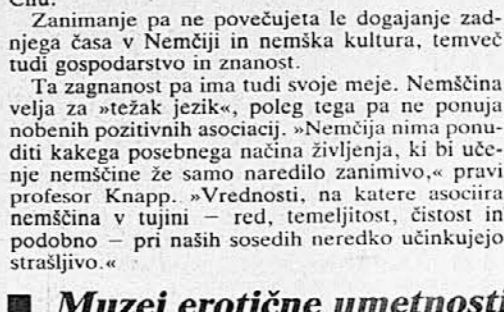 Zanimanje pa ne povečujeta le dogajanje zad-
njega časa v Nemčiji in nemška kultura, temveč
tudi gospodarstvo in znanost.
Ta zagnanost pa ima tudi svoje meje. Nemščina
velja za »težak jezik«, poleg tega pa ne ponuja
nobenih pozitivnih asociacij. »Nemčija nima ponu-
diti kakega posebnega načina življenja, ki bi uče-
nje nemščine že samo naredilo zanimivo,« pravi
profesor Knapp. »Vrednosti, na katere asociira
nemščina v tujini — red, temeljitost, čistost in
podobno — pri naših sosedih neredko učinkujejo
strašljivo.«
■ Muzej erotične umetnosti